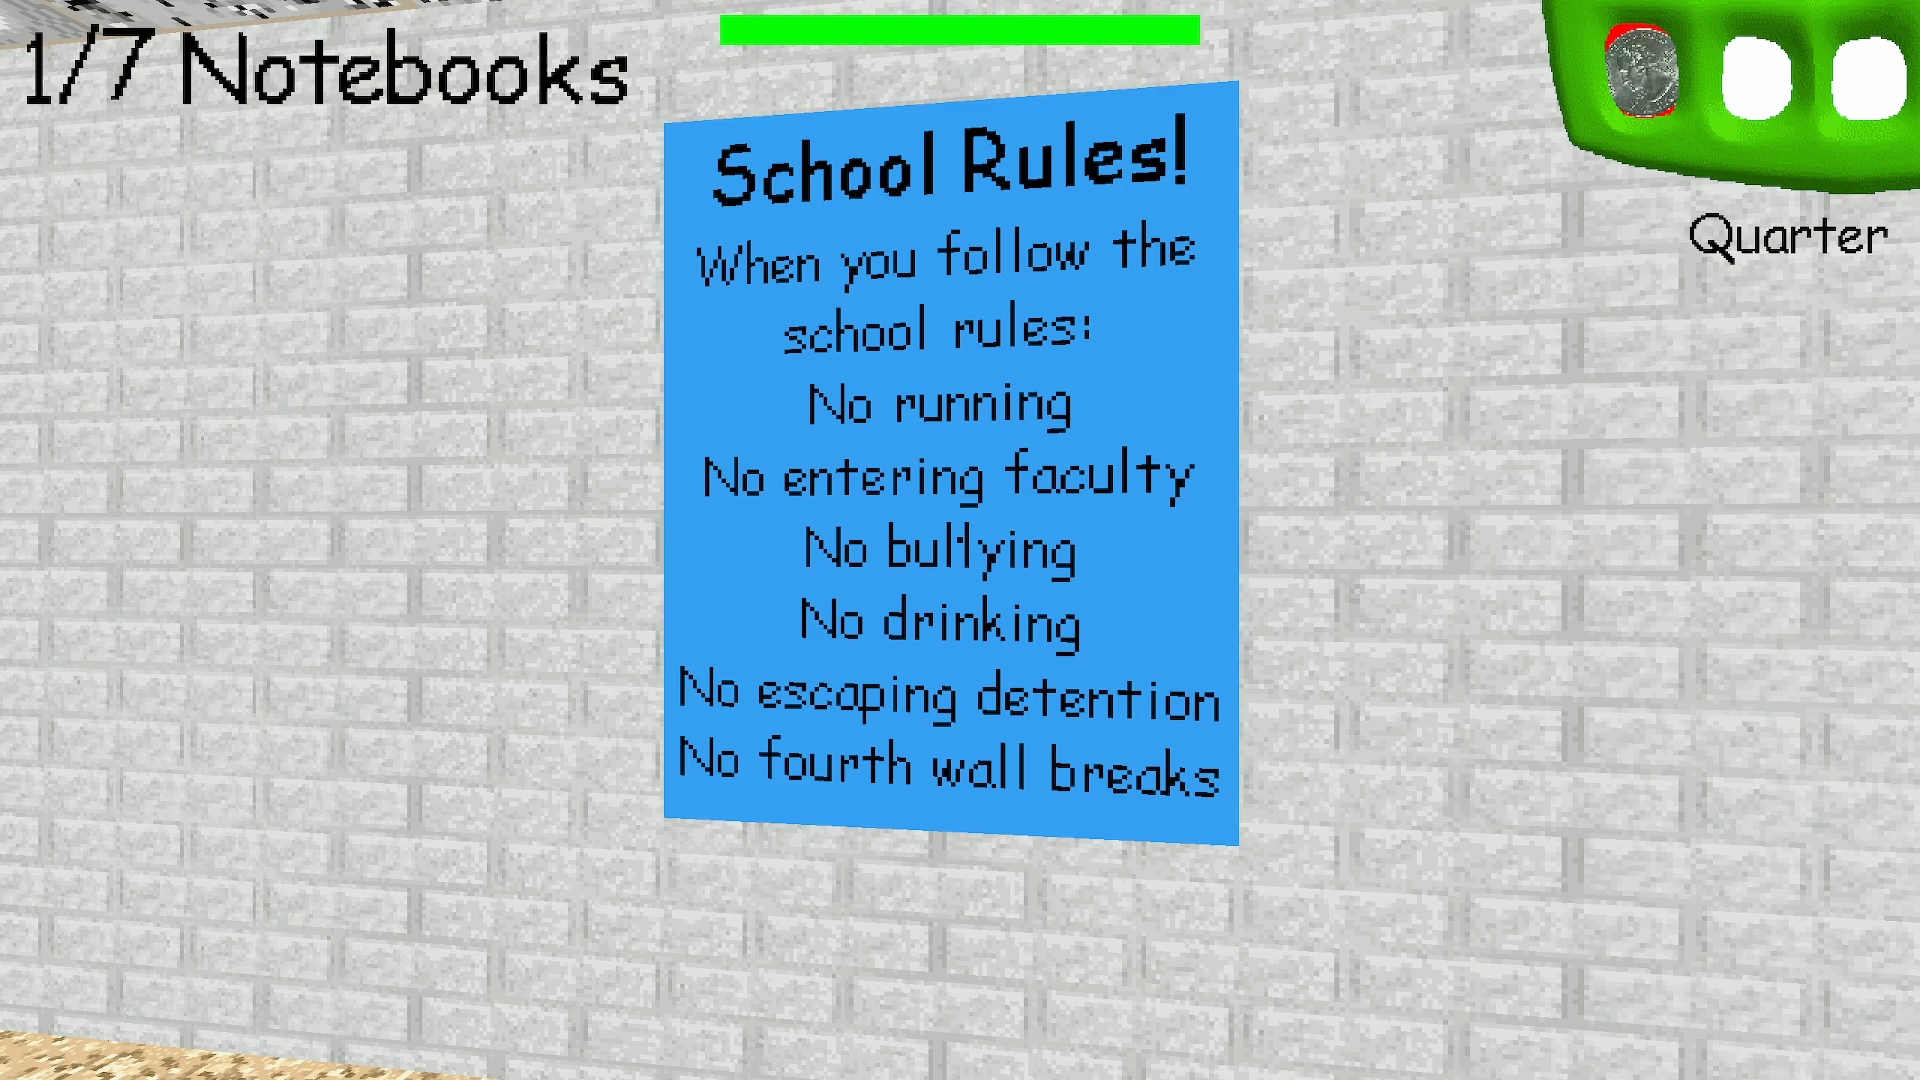 1/7 Notebooks
School Rules!
When you follow the
school rules:
No running
No entering faculty
No bullying
No drinking
No escaping detention
No fourth wall breaks
Quarter